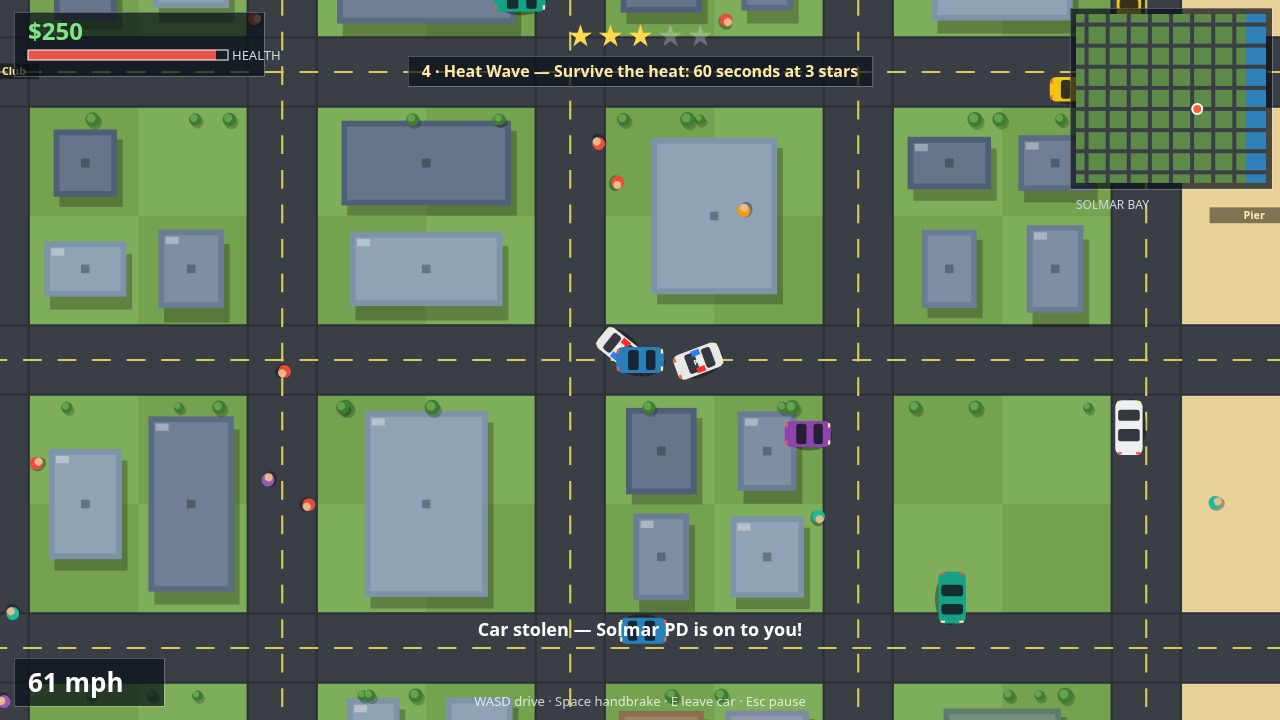 $250
HEALTH
Club
4 · Heat Wave — Survive the heat: 60 seconds at 3 stars
SOLMAR BAY
Pier
Car stolen — Solmar PD is on to you!
61 mph
WASD drive · Space handbrake · E leave car · Esc pause